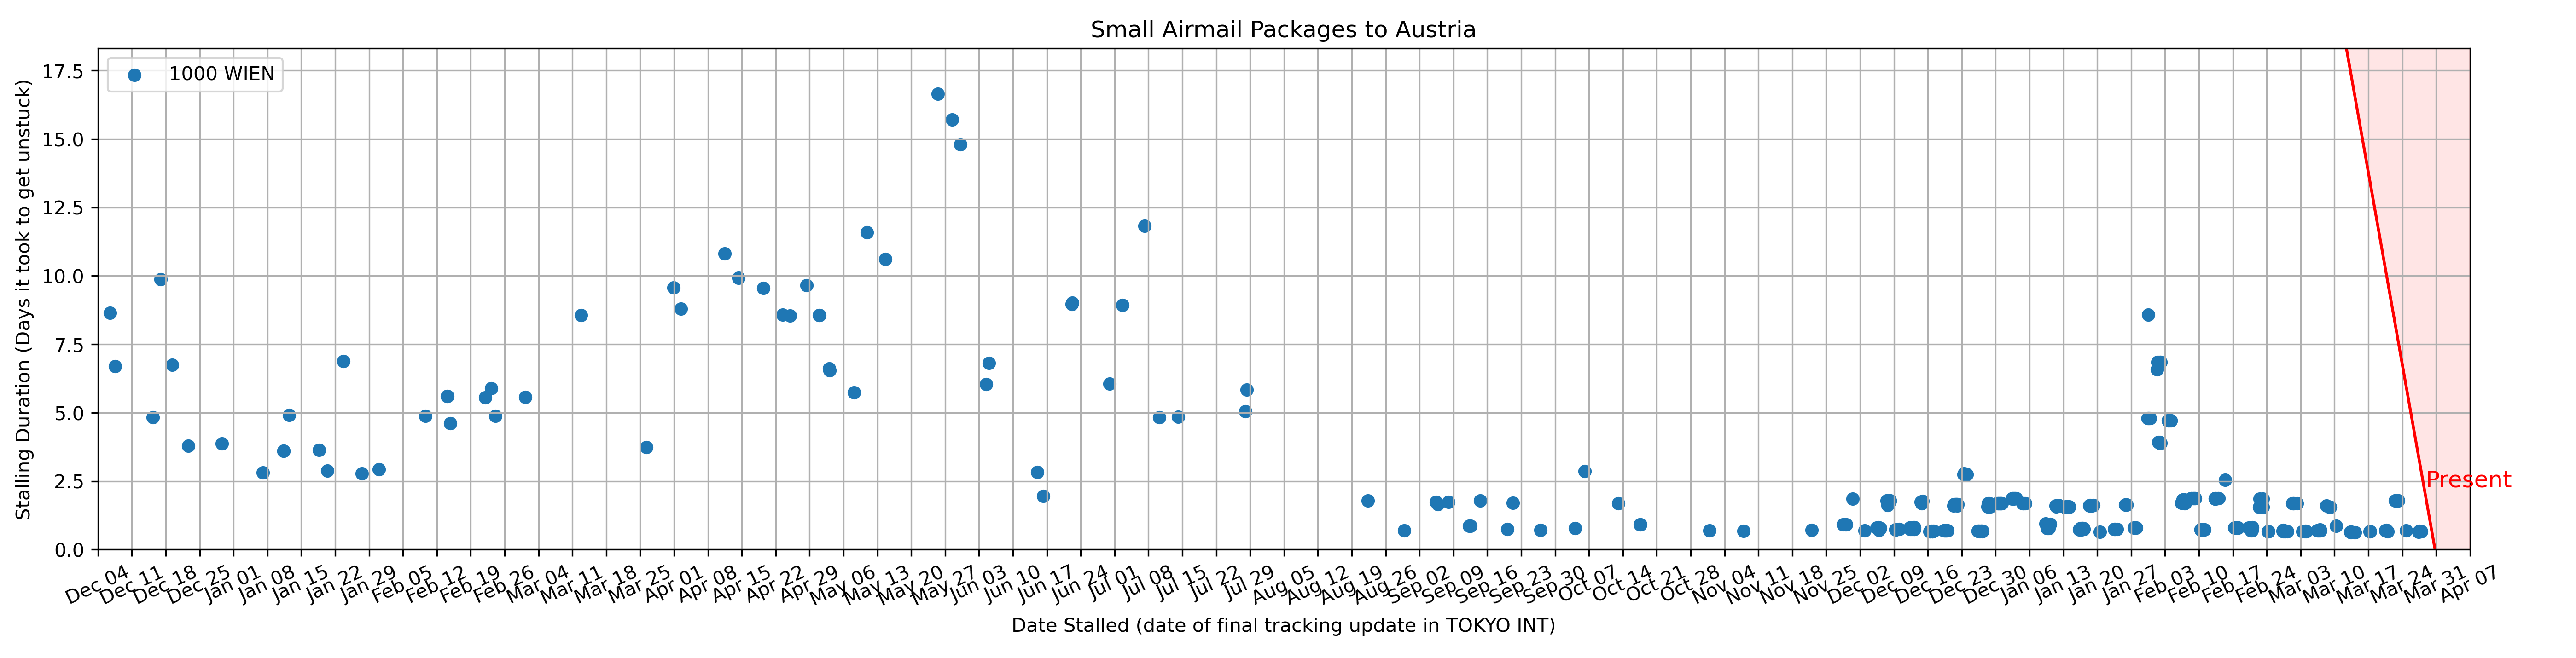 Small Airmail Packages to Austria
1000 WIEN
Stalling Duration (Days it took to get unstuck)
17.5
15.0
12.5
10.0
7.5
5.0
2.5
0.0
Present
Dec 04
Dec 11
Dec 18
Dec 25
Jan 01
Jan 08
Jan 15
Jan 22
Jan 29
Feb 05
Feb 12
Feb 19
Feb 26
Mar 04
Mar 11
Mar 18
Mar 25
Apr 01
Apr 08
Apr 15
Apr 22
Apr 29
May 06
May 13
May 20
May 27
Jun 03
Jun 10
Jun 17
Jun 24
Jul 01
Jul 08
Jul 15
Jul 22
Jul 29
Aug 05
Aug 12
Aug 19
Aug 26
Sep 02
Sep 09
Sep 16
Sep 23
Sep 30
Oct 07
Oct 14
Oct 21
Oct 28
Nov 04
Nov 11
Nov 18
Nov 25
Dec 02
Dec 09
Dec 16
Dec 23
Dec 30
Jan 06
Jan 13
Jan 20
Jan 27
Feb 03
Feb 10
Feb 17
Feb 24
Mar 03
Mar 10
Mar 17
Mar 24
Mar 31
Apr 07
Date Stalled (date of final tracking update in TOKYO INT)